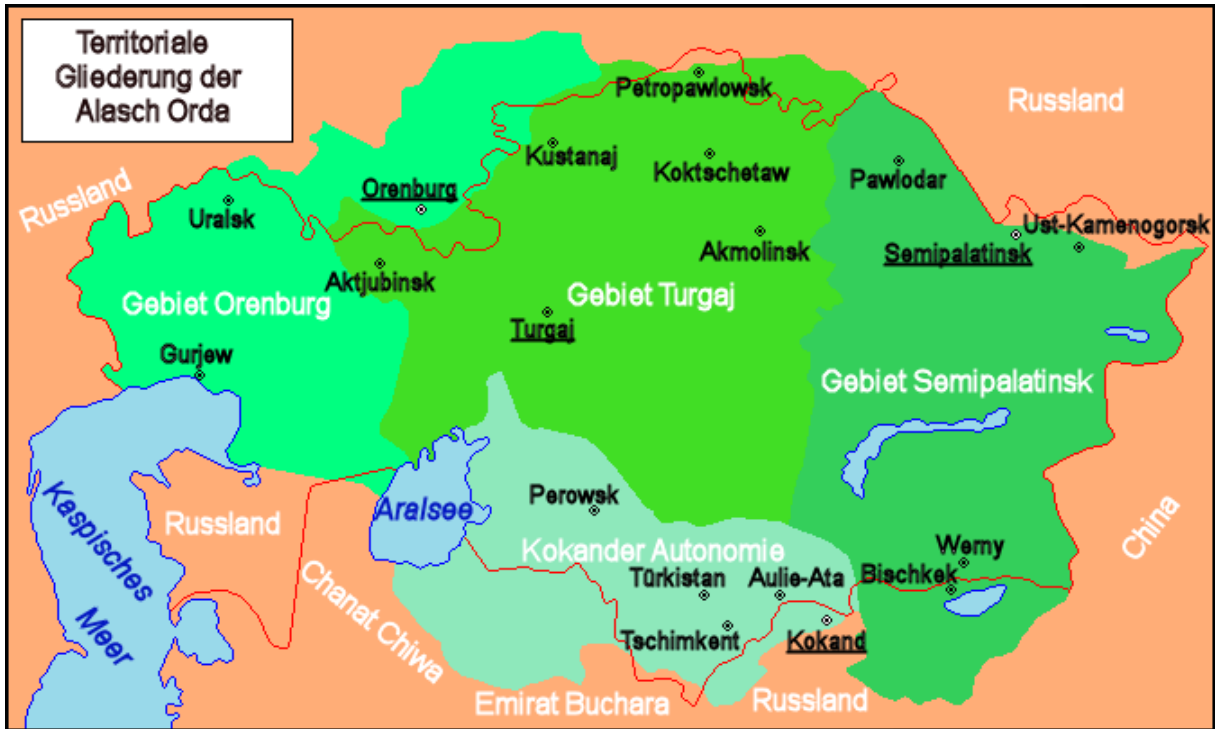 Territoriale
Gliederung der
Alasch Orda
Petropawlowsk
Russland
Kustanaj
Koktschetaw
Pawlodar
Russland
Orenburg
Uralsk
Ust-Kamenogorsk
Akmolinsk
Semipalatinsk
Aktjubinsk
Gebiet Orenburg
Gebiet Turgaj
Turgaj
Gurjew
Gebiet Semipalatinsk
Kaspisches
Meer
Aralsee
Perowsk
Russland
China
Kokander Autonomie
Werny
Türkistan
Aulie-Ata
Bischkek
Chanat Chiwa
Tschimkent
Kokand
Emirat Buchara
Russland